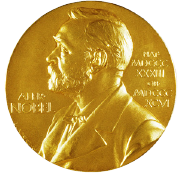 ALFR·
NOBEL
NAT·
MDCCC
XXXIII
OB·
MDCCC
XCVI